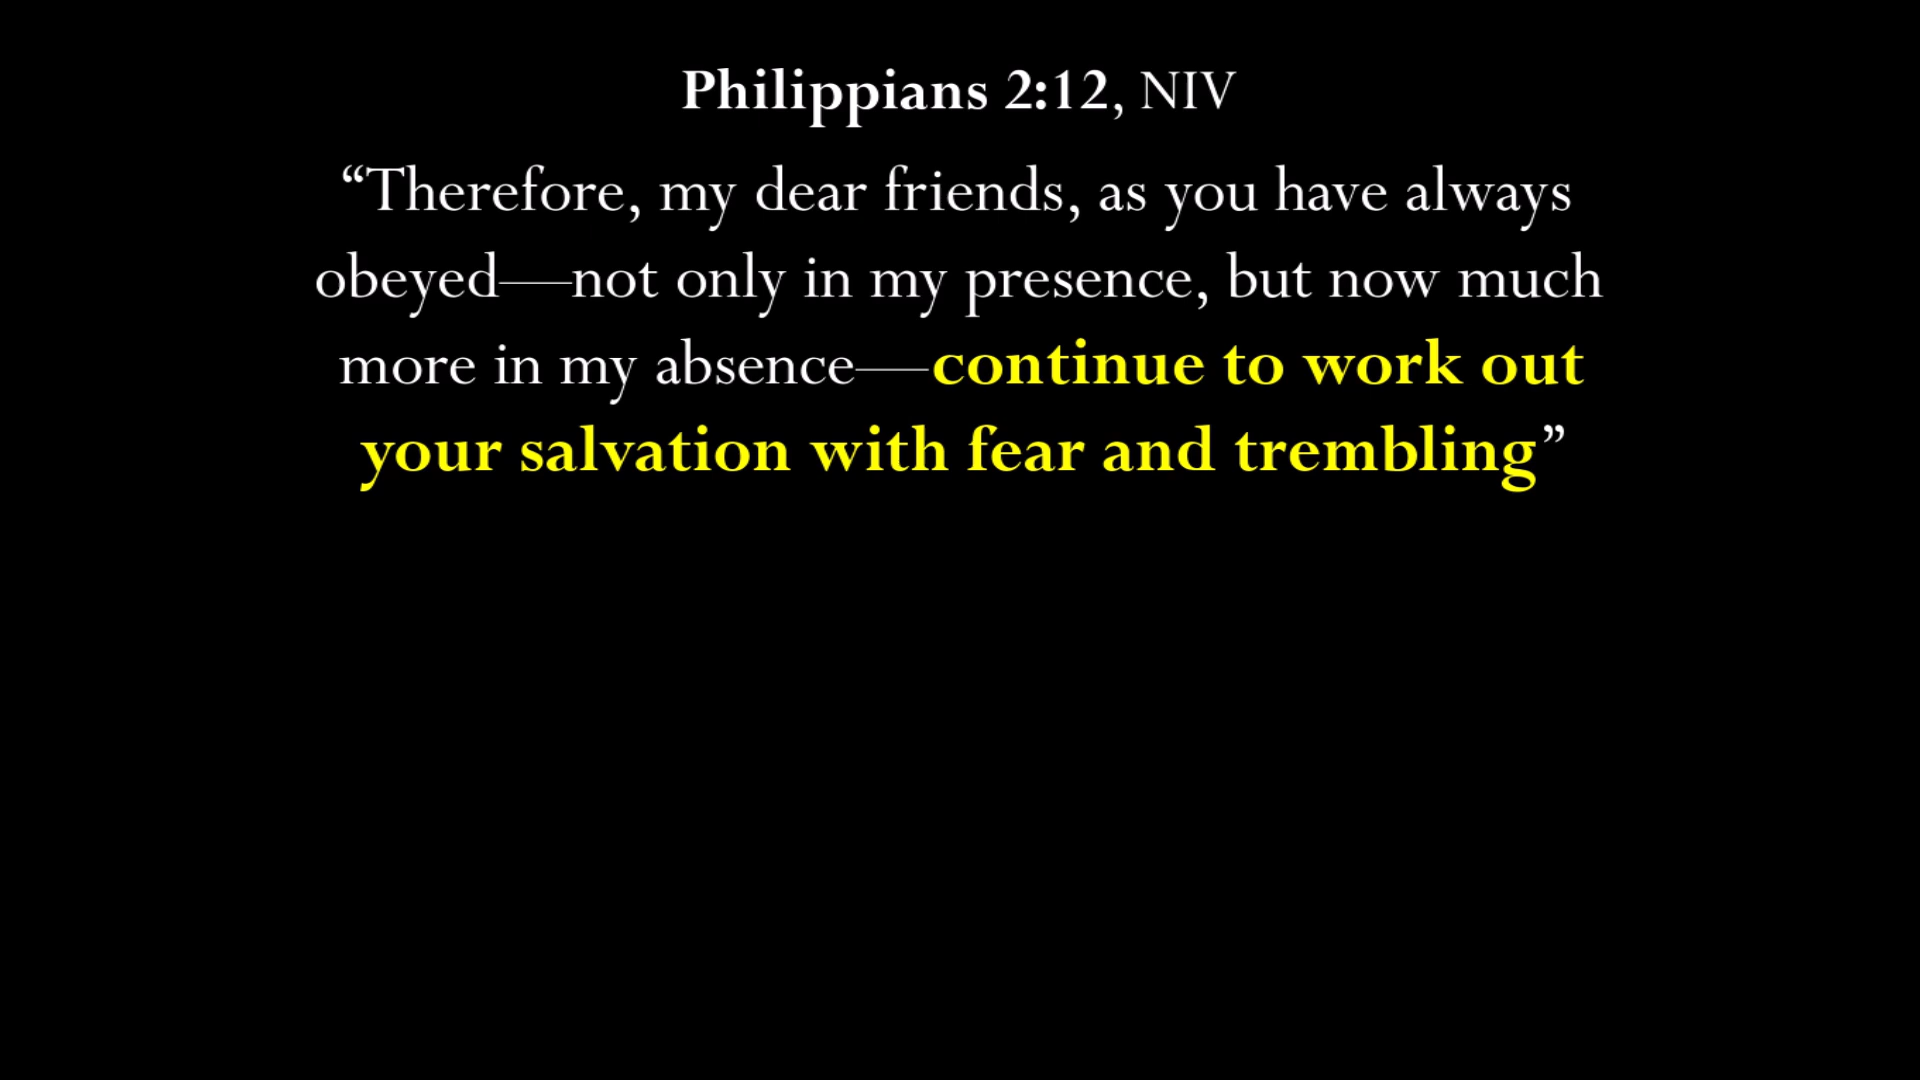 Philippians 2:12, NIV
“Therefore, my dear friends, as you have always
obeyed—not only in my presence, but now much
more in my absence—continue to work out
your salvation with fear and trembling”